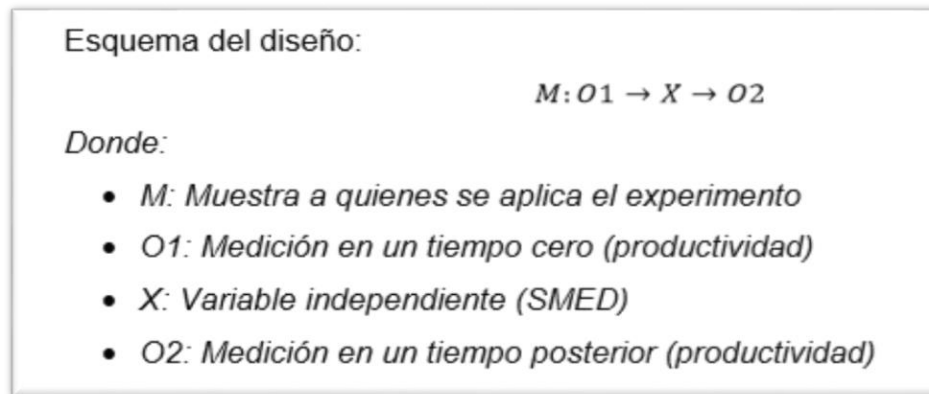 Esquema del diseño:
M: O1 → X → O2
Donde:
• M: Muestra a quienes se aplica el experimento
• O1: Medición en un tiempo cero (productividad)
• X: Variable independiente (SMED)
• O2: Medición en un tiempo posterior (productividad)